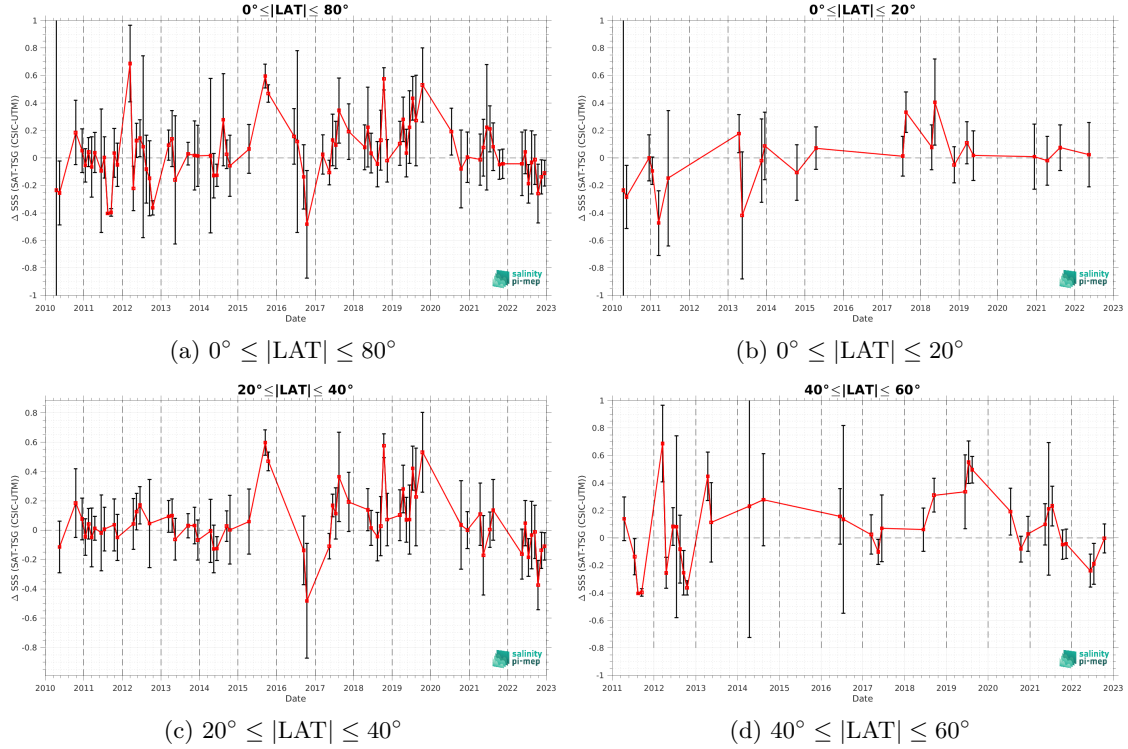 0°≤|LAT|≤ 80°
Δ SSS (SAT-TSG (CSIC-UTM))
1
0.8
0.6
0.4
0.2
0
-0.2
-0.4
-0.6
-0.8
-1
2010 2011 2012 2013 2014 2015 2016 2017 2018 2019 2020 2021 2022 2023
Date
salinity
pi-mep
(a) 0° ≤ |LAT| ≤ 80°
0°≤|LAT|≤ 20°
Δ SSS (SAT-TSG (CSIC-UTM))
1
0.8
0.6
0.4
0.2
0
-0.2
-0.4
-0.6
-0.8
-1
2010 2011 2012 2013 2014 2015 2016 2017 2018 2019 2020 2021 2022 2023
Date
salinity
pi-mep
(b) 0° ≤ |LAT| ≤ 20°
20°≤|LAT|≤ 40°
Δ SSS (SAT-TSG (CSIC-UTM))
0.8
0.6
0.4
0.2
0
-0.2
-0.4
-0.6
-0.8
2010 2011 2012 2013 2014 2015 2016 2017 2018 2019 2020 2021 2022 2023
Date
salinity
pi-mep
(c) 20° ≤ |LAT| ≤ 40°
40°≤|LAT|≤ 60°
Δ SSS (SAT-TSG (CSIC-UTM))
1
0.8
0.6
0.4
0.2
0
-0.2
-0.4
-0.6
-0.8
-1
2011 2012 2013 2014 2015 2016 2017 2018 2019 2020 2021 2022 2023
Date
salinity
pi-mep
(d) 40° ≤ |LAT| ≤ 60°